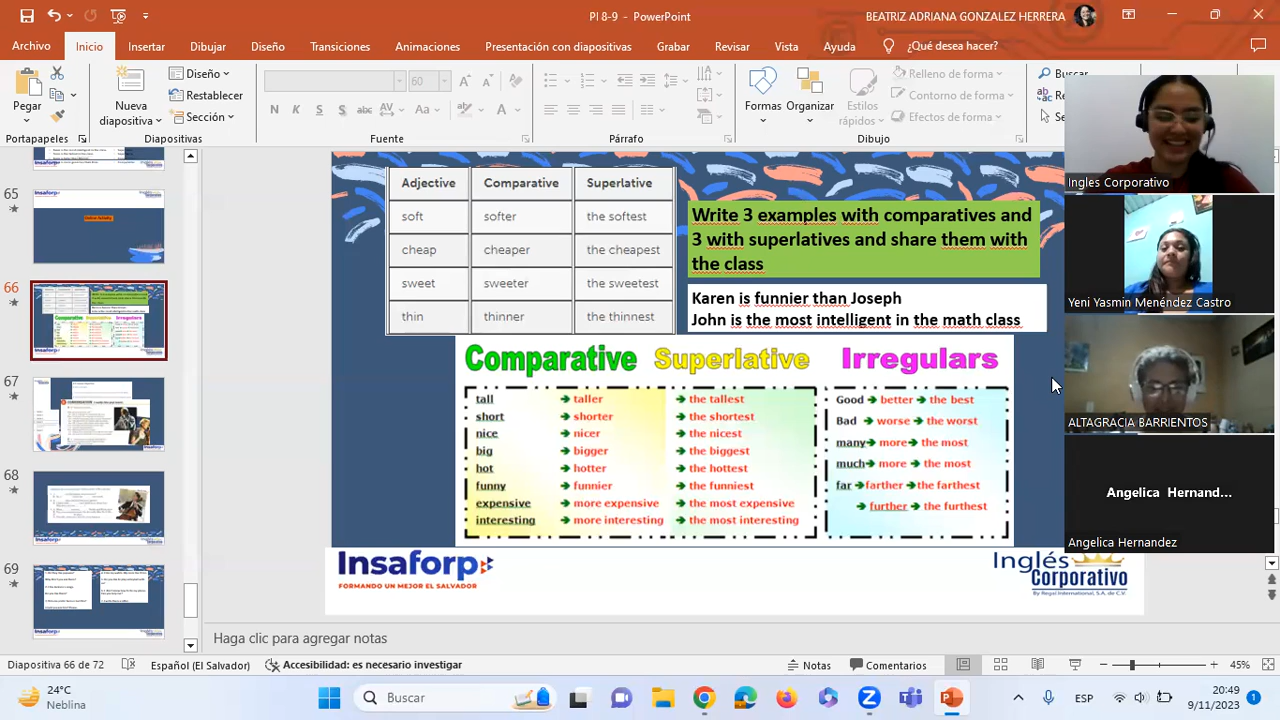 PI 8-9 - PowerPoint
BEATRIZ ADRIANA GONZALEZ HERRERA
Archivo Inicio Insertar Dibujar Diseño Transiciones Animaciones Presentación con diapositivas Grabar Revisar Vista Ayuda ¿Qué desea hacer?
Pegar
Portapapeles
Nueva diapositiva
Diseño
Restablecer
Sección
Diapositivas
60
N K S S abc AV Aa A
Fuente
Párrafo
Formas Organizar Estilos rápidos
Relleno de forma
Contorno de forma
Efectos de forma
Dibujo
Buscar
Ingles Corporativo
Yeni Yasmin Menéndez Castro
ALTAGRACIA BARRIENTOS
Angelica Hernand...
Angelica Hernandez
65
66
67
68
69
Adjective Comparative Superlative
soft softer the softest
cheap cheaper the cheapest
sweet sweeter the sweetest
thin thinner the thinnest
Write 3 examples with comparatives and
3 with superlatives and share them with
the class
Karen is funnier than Joseph
John is the most intelligent in the math class
Comparative Superlative Irregulars
tall taller the tallest
short shorter the shortest
nice nicer the nicest
big bigger the biggest
hot hotter the hottest
funny funnier the funniest
expensive more expensive the most expensive
interesting more interesting the most interesting
Good better the best
Bad worse the worst
many more the most
much more the most
far farther the farthest
further the furthest
Insaforp
FORMANDO UN MEJOR EL SALVADOR
Inglés
Corporativo
By Royal International, S.A. de C.V.
Haga clic para agregar notas
Diapositiva 66 de 72 Español (El Salvador) Accesibilidad: es necesario investigar Notas Comentarios 45%
24°C
Neblina
Buscar
ESP
20:49
9/11/2023